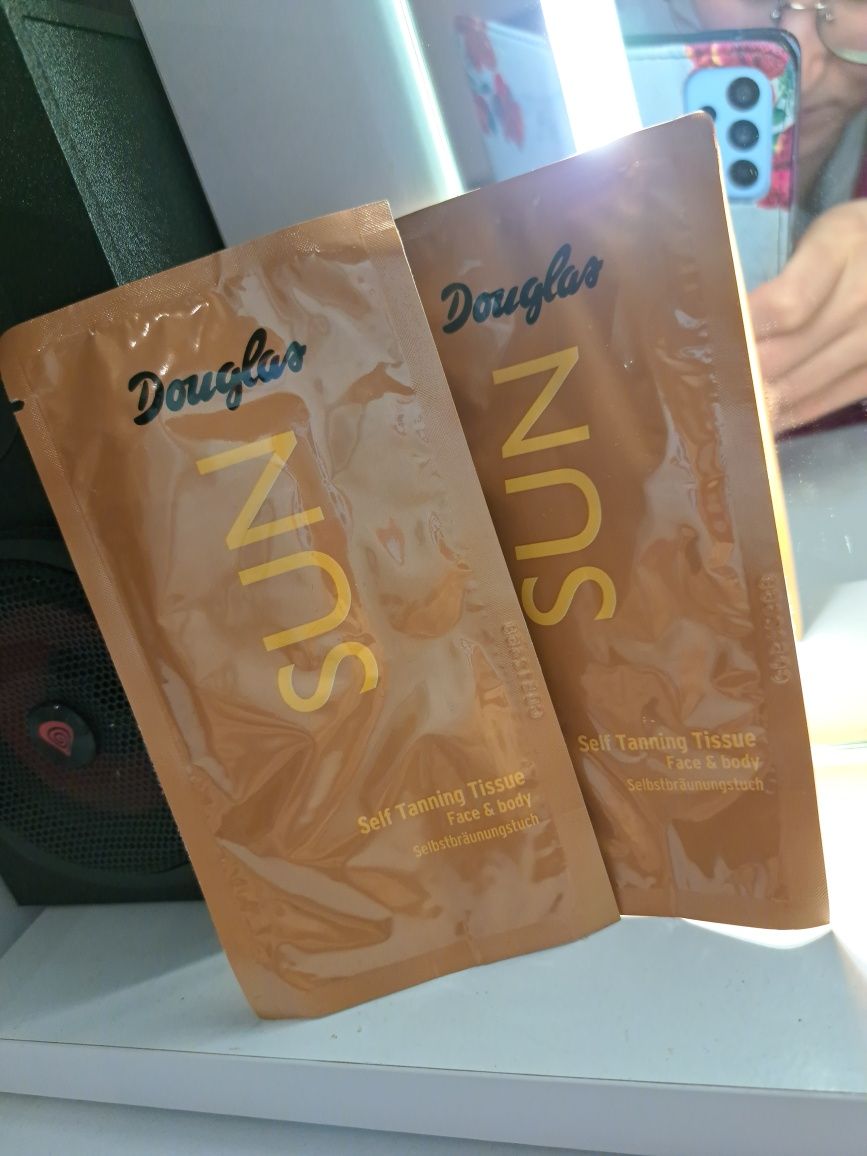 Douglas
SUN
Self Tanning Tissue
Face & body
Selbstbräunungstuch
Douglas
SUN
Self Tanning Tissue
Face & body
Selbstbräunungstuch